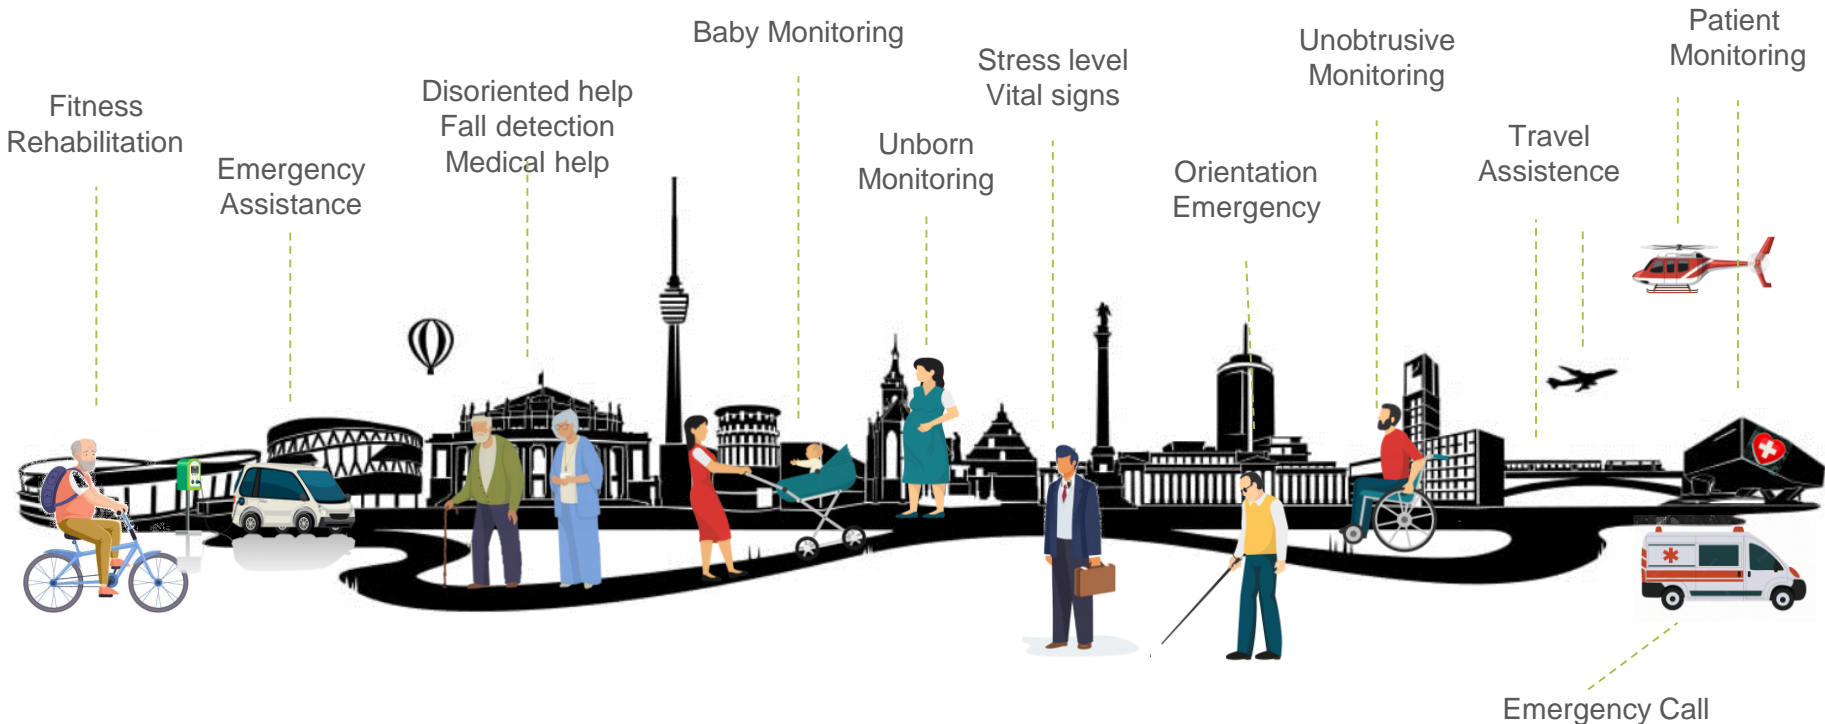 Fitness
Rehabilitation
Emergency
Assistance
Disoriented help
Fall detection
Medical help
Baby Monitoring
Unborn
Monitoring
Stress level
Vital signs
Orientation
Emergency
Unobtrusive
Monitoring
Travel
Assistence
Patient
Monitoring
Emergency Call